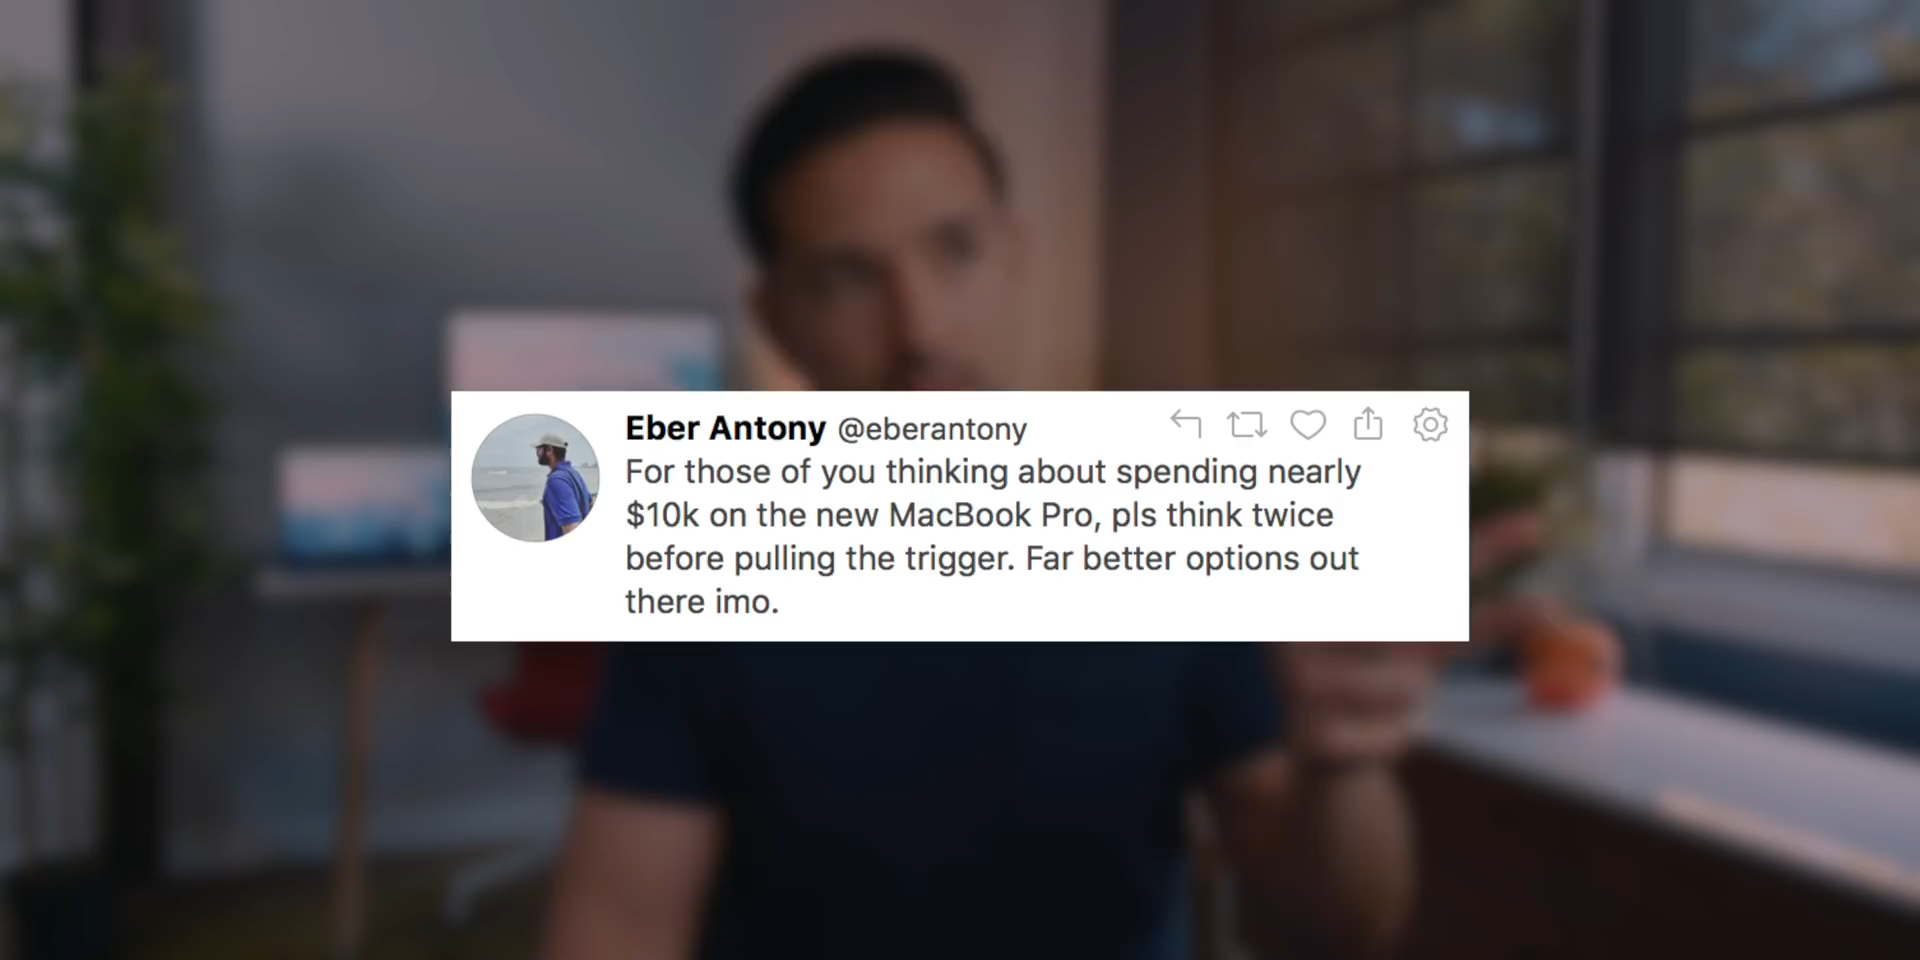 Eber Antony @eberantony
For those of you thinking about spending nearly
$10k on the new MacBook Pro, pls think twice
before pulling the trigger. Far better options out
there imo.